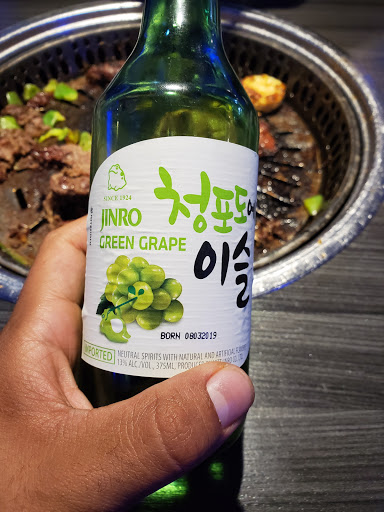 SINCE 1924
JINRO
GREEN GRAPE
청포도에
이슬
BORN 08032019
IMPORTED
NEUTRAL SPIRITS WITH NATURAL AND ARTIFICIAL
13% ALC./VOL., 375ML, PRODUCE